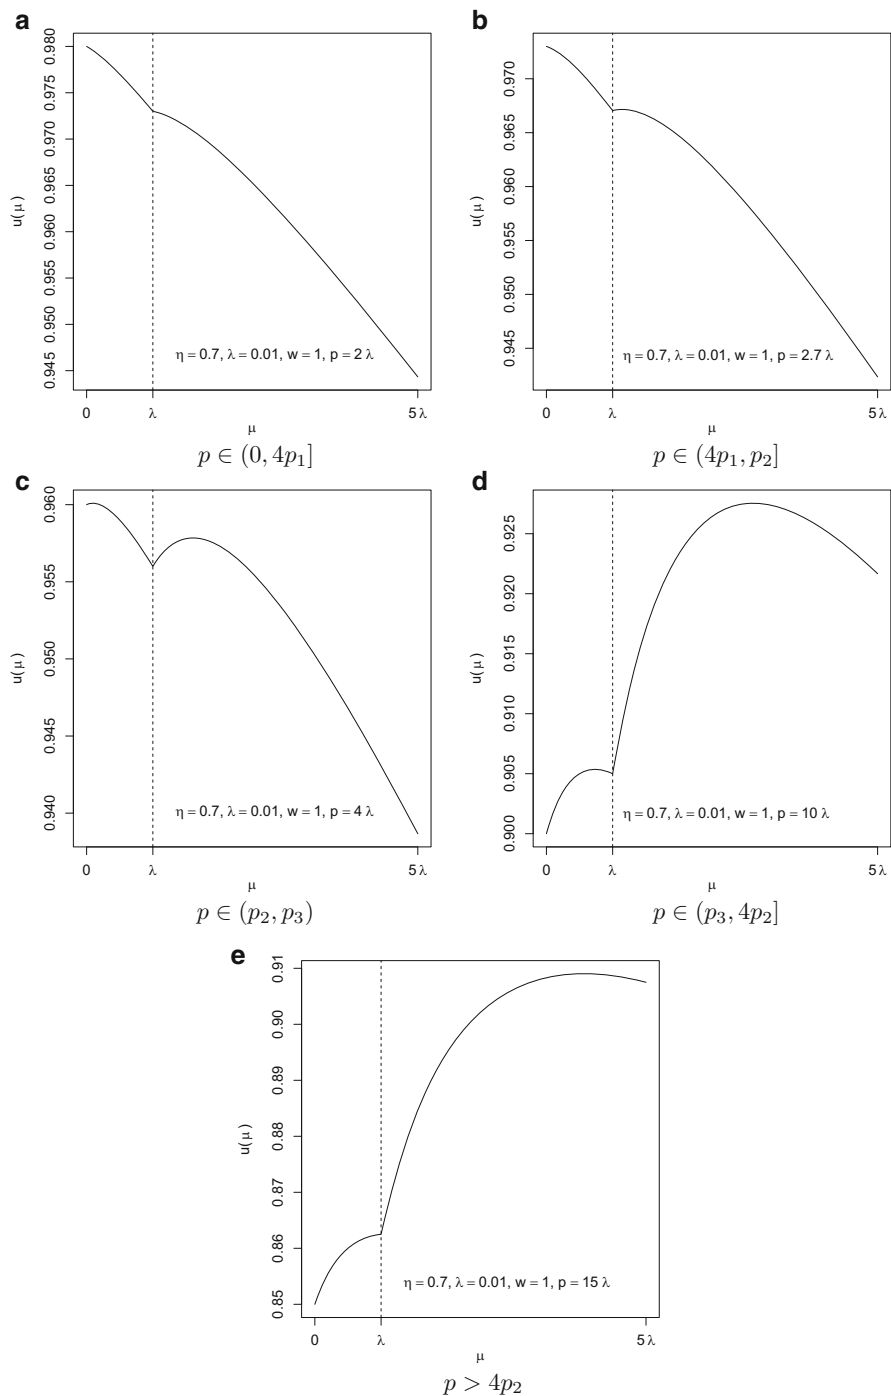 a
0.980
0.975
0.970
0.965
0.960
0.955
0.950
0.945
u(μ)
η = 0.7, λ = 0.01, w = 1, p = 2 λ
0 λ 5 λ
μ
p ∈ (0, 4p₁]
b
0.970
0.965
0.960
0.955
0.950
0.945
u(μ)
η = 0.7, λ = 0.01, w = 1, p = 2.7 λ
0 λ 5 λ
μ
p ∈ (4p₁, p₂]
c
0.960
0.955
0.950
0.945
0.940
u(μ)
η = 0.7, λ = 0.01, w = 1, p = 4 λ
0 λ 5 λ
μ
p ∈ (p₂, p₃)
d
0.925
0.920
0.915
0.910
0.905
0.900
u(μ)
η = 0.7, λ = 0.01, w = 1, p = 10 λ
0 λ 5 λ
μ
p ∈ (p₃, 4p₂]
e
0.91
0.90
0.89
0.88
0.87
0.86
0.85
u(μ)
η = 0.7, λ = 0.01, w = 1, p = 15 λ
0 λ 5 λ
μ
p > 4p₂